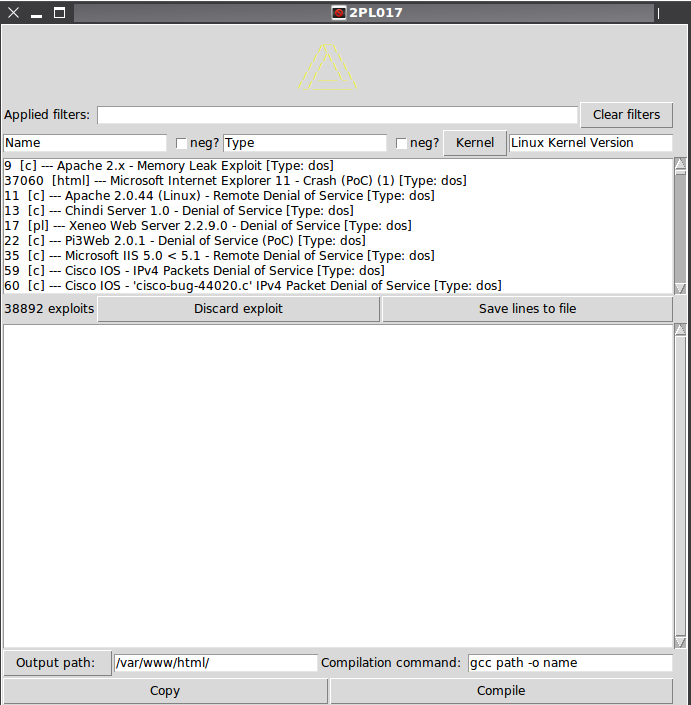 2PL017
Applied filters: Clear filters
Name neg? Type neg? Kernel Linux Kernel Version
9 [c] --- Apache 2.x - Memory Leak Exploit [Type: dos]
37060 [html] --- Microsoft Internet Explorer 11 - Crash (PoC) (1) [Type: dos]
11 [c] --- Apache 2.0.44 (Linux) - Remote Denial of Service [Type: dos]
13 [c] --- Chindi Server 1.0 - Denial of Service [Type: dos]
17 [pl] --- Xeneo Web Server 2.2.9.0 - Denial of Service [Type: dos]
22 [c] --- Pi3Web 2.0.1 - Denial of Service (PoC) [Type: dos]
35 [c] --- Microsoft IIS 5.0 < 5.1 - Remote Denial of Service [Type: dos]
59 [c] --- Cisco IOS - IPv4 Packets Denial of Service [Type: dos]
60 [c] --- Cisco IOS - 'cisco-bug-44020.c' IPv4 Packet Denial of Service [Type: dos]
38892 exploits Discard exploit Save lines to file
Output path: /var/www/html/ Compilation command: gcc path -o name
Copy Compile